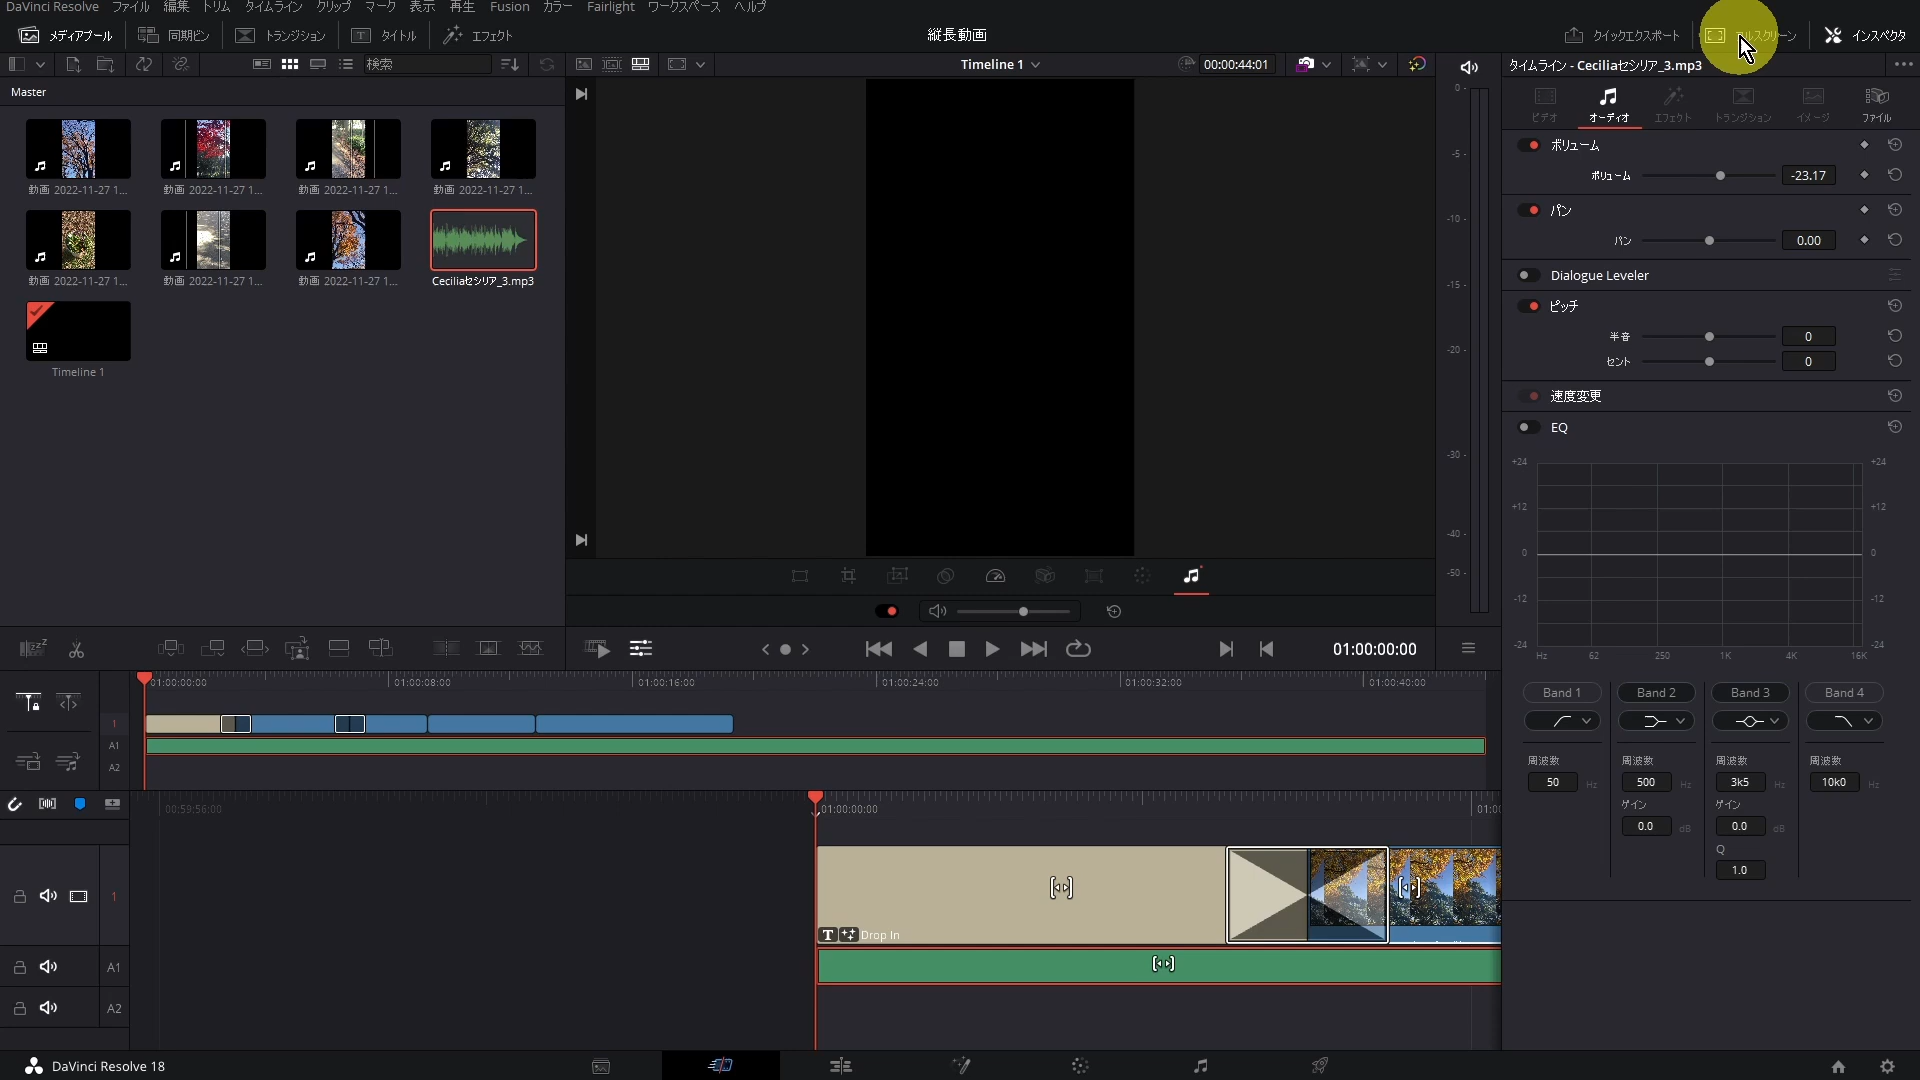 DaVinci Resolve ファイル 編集 トリム タイムライン クリップ マーク 表示 再生 Fusion カラー Fairlight ワークスペース ヘルプ
メディアプール 同期ビン トランジション タイトル エフェクト 縦長動画 クイックエクスポート フルスクリーン インスペクタ
検索 Timeline 1 00:00:44:01 タイムライン - Ceciliaセシリア_3.mp3
Master
ビデオ オーディオ エフェクト トランジション イメージ ファイル
動画 2022-11-27 1... 動画 2022-11-27 1... 動画 2022-11-27 1... 動画 2022-11-27 1...
動画 2022-11-27 1... 動画 2022-11-27 1... 動画 2022-11-27 1... Ceciliaセシリア_3.mp3
Timeline 1
0
-5
-10
-15
-20
-30
-40
-50
ボリューム
ボリューム -23.17
パン
パン 0.00
Dialogue Leveler
ピッチ
半音 0
セント 0
速度変更
EQ
+24 +24
+12 +12
0 0
-12 -12
-24 -24
Hz 62 250 1K 4K 16K
Band 1 Band 2 Band 3 Band 4
周波数 周波数 周波数 周波数
50 Hz 500 Hz 3k5 Hz 10k0 Hz
ゲイン ゲイン
0.0 dB 0.0 dB
Q
1.0
01:00:00:00
01:00:00:00 01:00:08:00 01:00:16:00 01:00:24:00 01:00:32:00 01:00:40:00
1
A1
A2
00:59:56:00 01:00:00:00 01:00
1
T Drop In
A1
A2
DaVinci Resolve 18